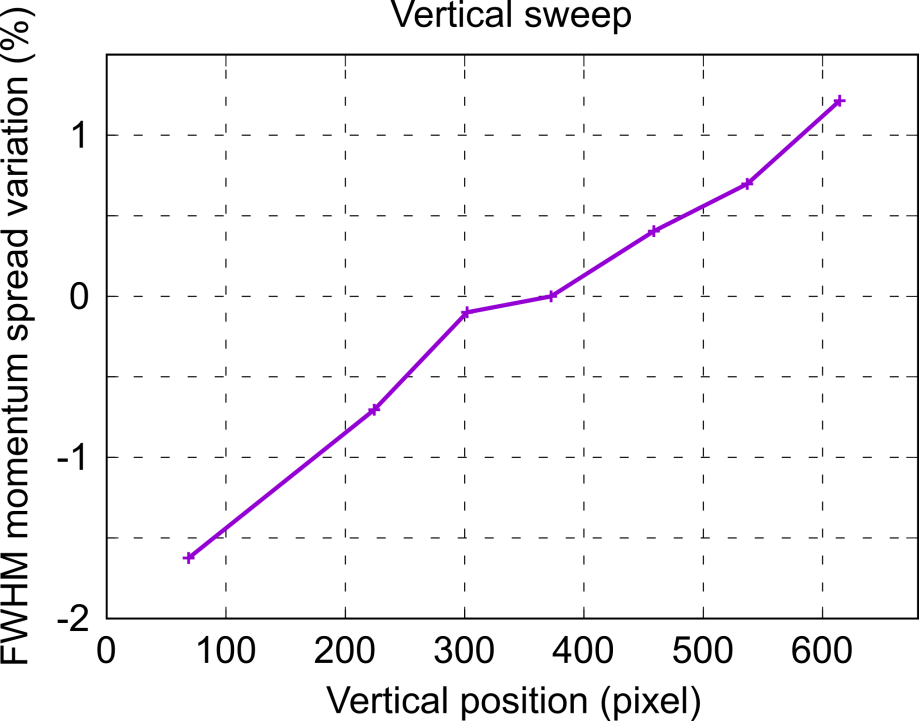 Vertical sweep
FWHM momentum spread variation (%)
1
0
-1
-2
0 100 200 300 400 500 600
Vertical position (pixel)